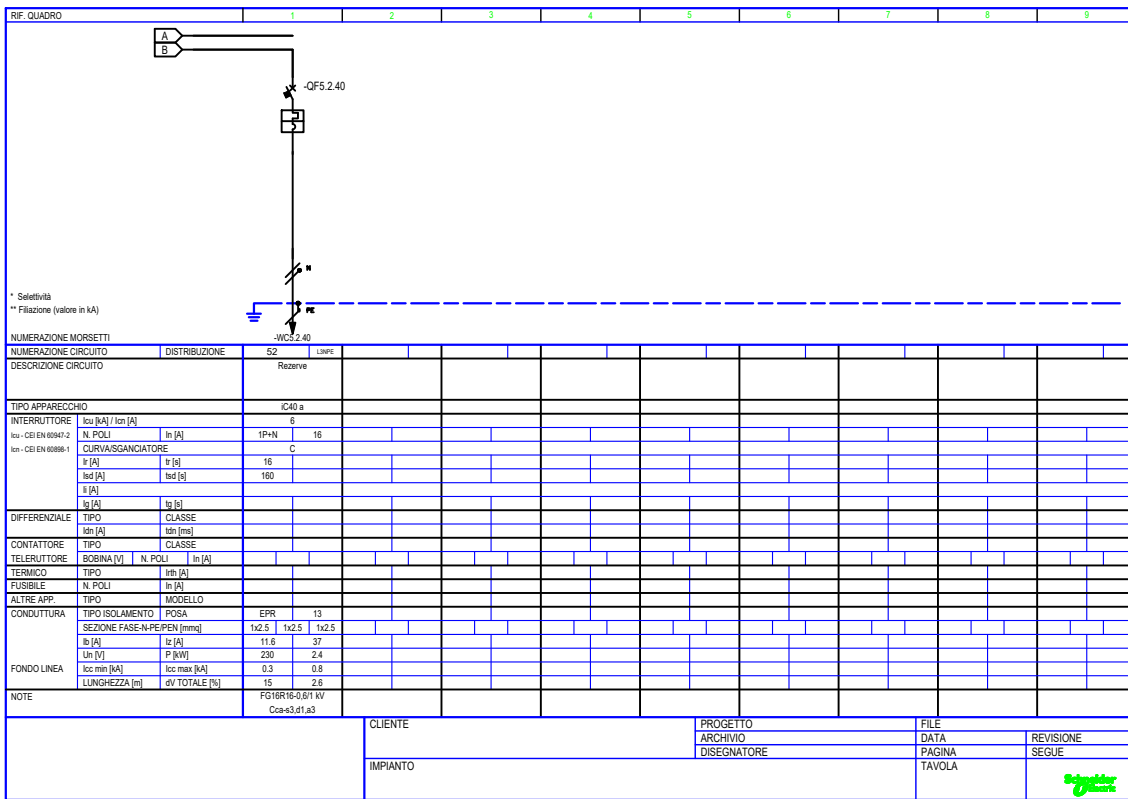 RIF. QUADRO 1 2 3 4 5 6 7 8 9
A
B
-QF5.2.40
N
* Selettività
** Filiazione (valore in kA)
PE
NUMERAZIONE MORSETTI -WC5.2.40
NUMERAZIONE CIRCUITO DISTRIBUZIONE 52 L3NPE
DESCRIZIONE CIRCUITO Rezerve
TIPO APPARECCHIO iC40 a
INTERRUTTORE Icu [kA] / Icn [A] 6
Icu - CEI EN 60947-2 N. POLI In [A] 1P+N 16
Icn - CEI EN 60898-1 CURVA/SGANCIATORE C
Ir [A] tr [s] 16
Isd [A] tsd [s] 160
Ii [A]
Ig [A] tg [s]
DIFFERENZIALE TIPO CLASSE
Idn [A] tdn [ms]
CONTATTORE TIPO CLASSE
TELERUTTORE BOBINA [V] N. POLI In [A]
TERMICO TIPO Irth [A]
FUSIBILE N. POLI In [A]
ALTRE APP. TIPO MODELLO
CONDUTTURA TIPO ISOLAMENTO POSA EPR 13
SEZIONE FASE-N-PE/PEN [mmq] 1x2.5 1x2.5 1x2.5
Ib [A] Iz [A] 11.6 37
Un [V] P [kW] 230 2.4
FONDO LINEA Icc min [kA] Icc max [kA] 0.3 0.8
LUNGHEZZA [m] dV TOTALE [%] 15 2.6
NOTE FG16R16-0,6/1 kV
Cca-s3,d1,a3
CLIENTE PROGETTO FILE
ARCHIVIO DATA REVISIONE
DISEGNATORE PAGINA SEGUE
IMPIANTO TAVOLA
Schneider
Electric